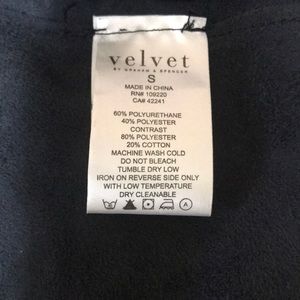 velvet
BY GRAHAM & SPENCER
S
MADE IN CHINA
RN# 109220
CA# 42241
60% POLYURETHANE
40% POLYESTER
CONTRAST
80% POLYESTER
20% COTTON
MACHINE WASH COLD
DO NOT BLEACH
TUMBLE DRY LOW
IRON ON REVERSE SIDE ONLY
WITH LOW TEMPERATURE
DRY CLEANABLE
A